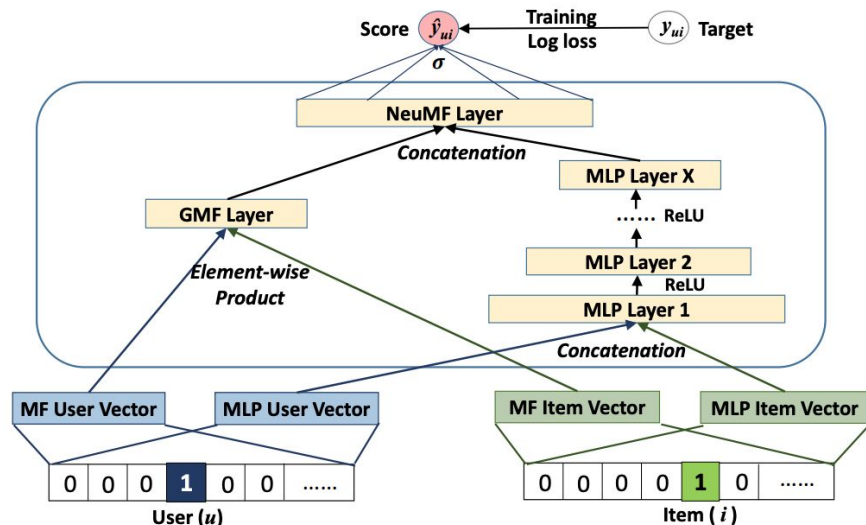 Score ŷui Training yui Target
Log loss
σ
NeuMF Layer
Concatenation
MLP Layer X
GMF Layer
...... ReLU
Element-wise
Product
MLP Layer 2
ReLU
MLP Layer 1
Concatenation
MF User Vector MLP User Vector MF Item Vector MLP Item Vector
0 0 0 1 0 0 ...... 0 0 0 0 1 0 ......
User (u) Item ( i )